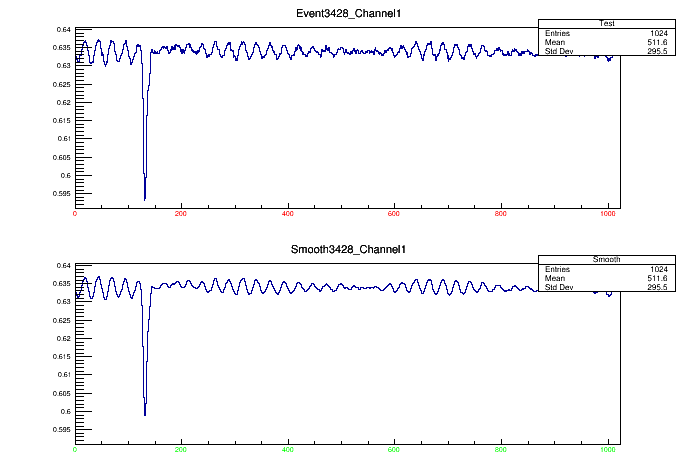 Event3428_Channel1
Test
Entries 1024
Mean 511.6
Std Dev 295.5
0.64
0.635
0.63
0.625
0.62
0.615
0.61
0.605
0.6
0.595
0 200 400 600 800 1000
Smooth3428_Channel1
Smooth
Entries 1024
Mean 511.6
Std Dev 295.5
0.64
0.635
0.63
0.625
0.62
0.615
0.61
0.605
0.6
0.595
0 200 400 600 800 1000